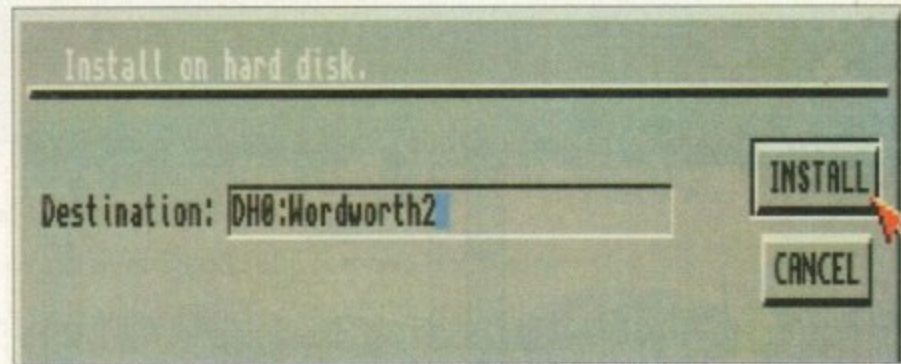 Install on hard disk.
Destination: DH0:Wordworth2
INSTALL
CANCEL